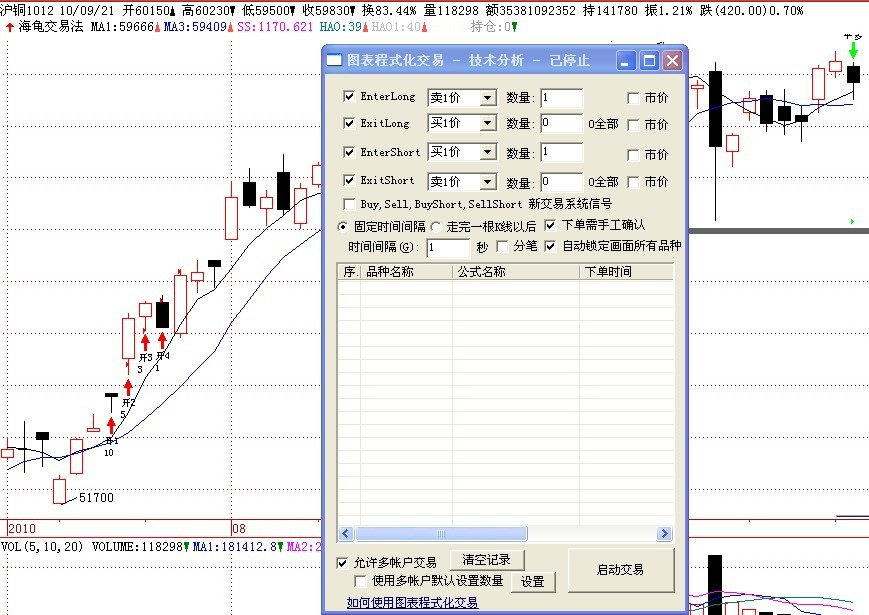 沪铜1012 10/09/21 开60150 高60230 低59500 收59830 换83.44% 量118298 额35381092352 持141780 振1.21% 跌(420.00)0.70%
海龟交易法 MA1:59666 MA3:59409 SS:1170.621 HAO:39 HAO1:40 持仓:0
平多
图表程式化交易 - 技术分析 - 已停止
EnterLong 卖1价 数量: 1 市价
ExitLong 买1价 数量: 0 0全部 市价
EnterShort 买1价 数量: 1 市价
ExitShort 卖1价 数量: 0 0全部 市价
Buy,Sell,BuyShort,SellShort 新交易系统信号
固定时间间隔 走完一根K线以后 下单需手工确认
时间间隔(G): 1 秒 分笔 自动锁定画面所有品种
序. 品种名称 公式名称 下单时间
开3
3
开4
1
开2
5
开1
10
51700
2010 08
VOL(5,10,20) VOLUME:118298 MA1:181412.8 MA2:2
允许多帐户交易 清空记录 启动交易
使用多帐户默认设置数量 设置
如何使用图表程式化交易